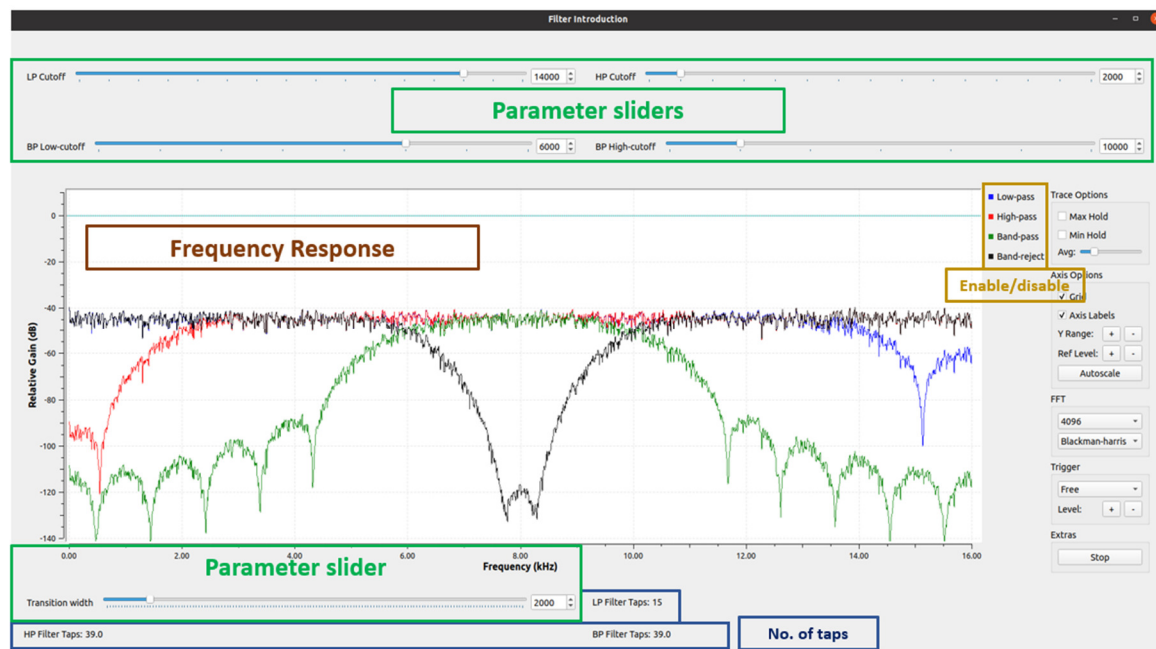 Filter Introduction
LP Cutoff 14000 HP Cutoff 2000
Parameter sliders
BP Low-cutoff 6000 BP High-cutoff 10000
Frequency Response
Relative Gain (dB)
0
-20
-40
-60
-80
-100
-120
-140
0.00 2.00 4.00 6.00 8.00 10.00 12.00 14.00 16.00
Frequency (kHz)
Low-pass
High-pass
Band-pass
Band-reject
Enable/disable
Trace Options
Max Hold
Min Hold
Avg:
Axis Options
Grid
Axis Labels
Y Range: + -
Ref Level: + -
Autoscale
FFT
4096
Blackman-harris
Trigger
Free
Level: + -
Extras
Stop
Parameter slider
Transition width 2000
LP Filter Taps: 15
HP Filter Taps: 39.0 BP Filter Taps: 39.0
No. of taps